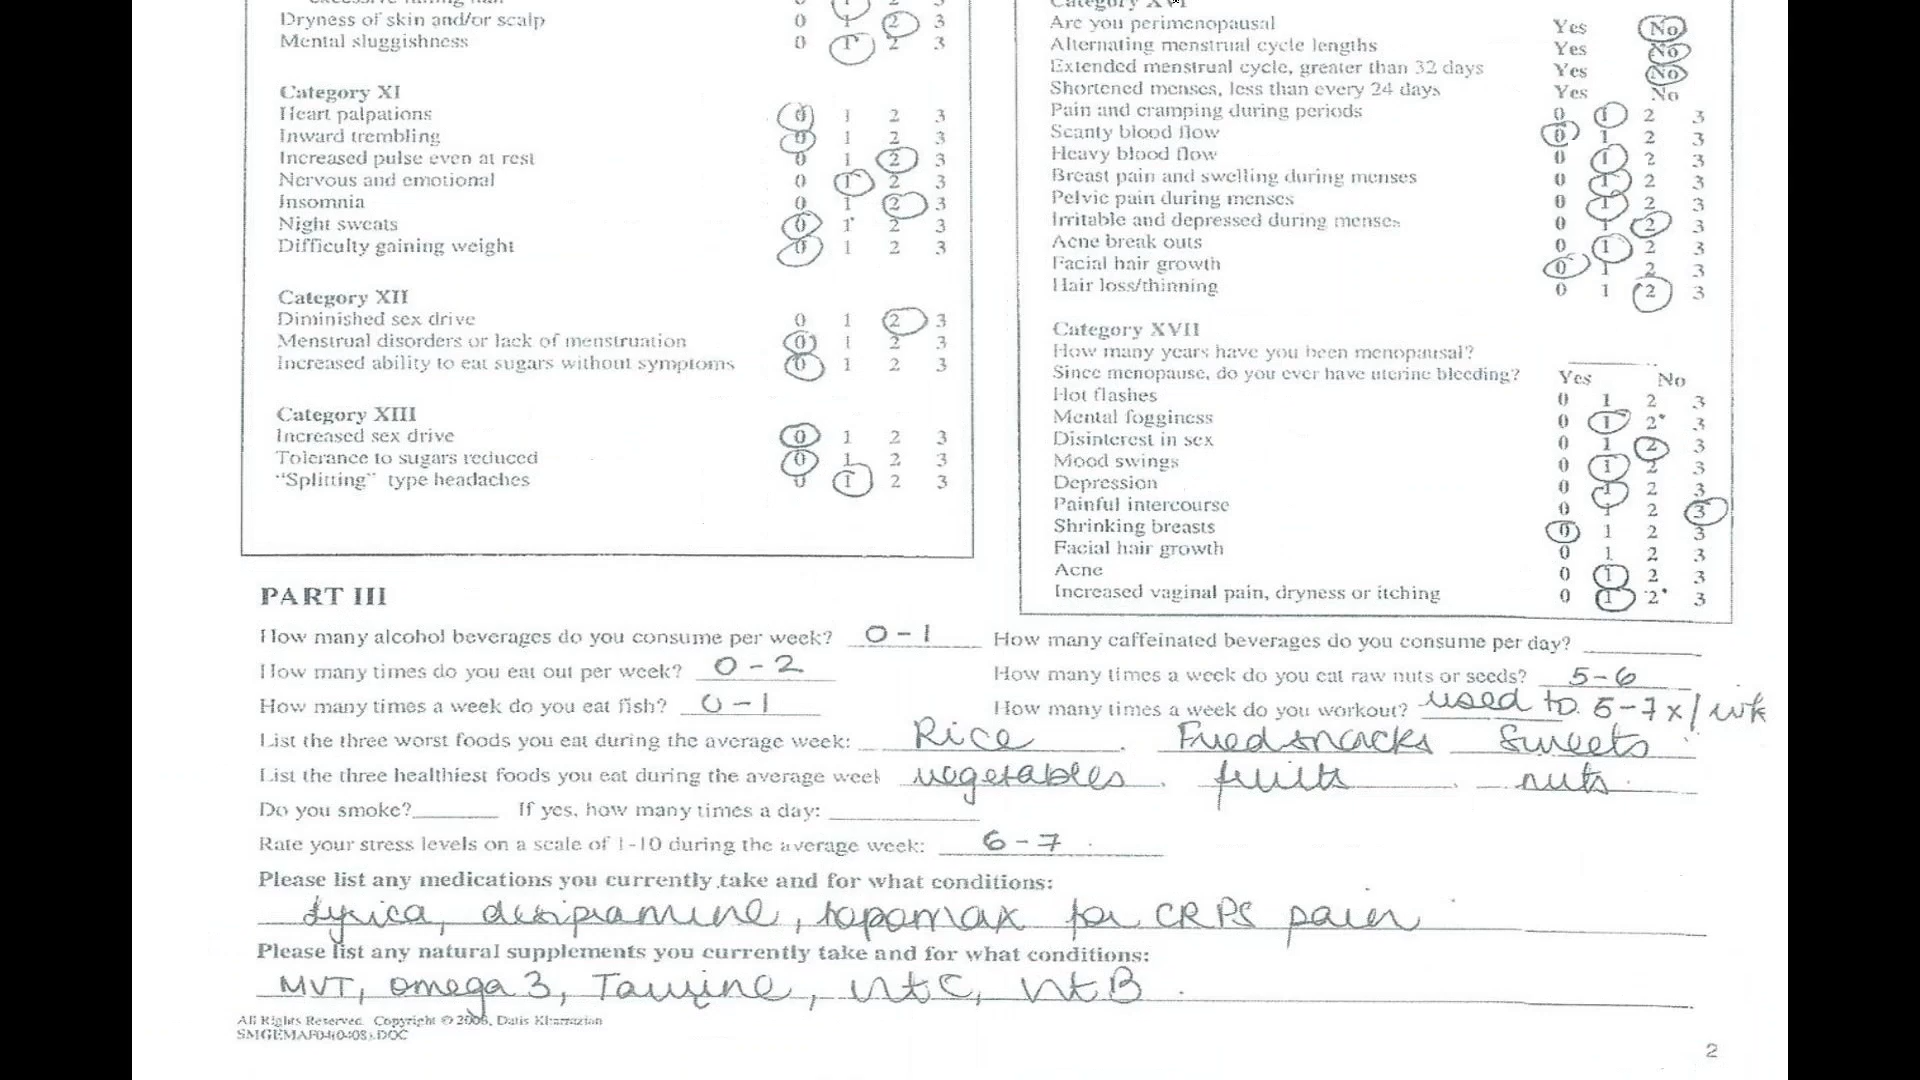 Dryness of skin and/or scalp 0 1 2 3
Mental sluggishness 0 1 2 3
Category XI
Heart palpations 0 1 2 3
Inward trembling 0 1 2 3
Increased pulse even at rest 0 1 2 3
Nervous and emotional 0 1 2 3
Insomnia 0 1 2 3
Night sweats 0 1 2 3
Difficulty gaining weight 0 1 2 3
Category XII
Diminished sex drive 0 1 2 3
Menstrual disorders or lack of menstruation 0 1 2 3
Increased ability to eat sugars without symptoms 0 1 2 3
Category XIII
Increased sex drive 0 1 2 3
Tolerance to sugars reduced 0 1 2 3
"Splitting" type headaches 0 1 2 3
Category XVI
Are you perimenopausal Yes No
Alternating menstrual cycle lengths Yes No
Extended menstrual cycle, greater than 32 days Yes No
Shortened menses, less than every 24 days Yes No
Pain and cramping during periods 0 1 2 3
Scanty blood flow 0 1 2 3
Heavy blood flow 0 1 2 3
Breast pain and swelling during menses 0 1 2 3
Pelvic pain during menses 0 1 2 3
Irritable and depressed during menses 0 1 2 3
Acne break outs 0 1 2 3
Facial hair growth 0 1 2 3
Hair loss/thinning 0 1 2 3
Category XVII
How many years have you been menopausal?
Since menopause, do you ever have uterine bleeding? Yes No
Hot flashes 0 1 2 3
Mental fogginess 0 1 2 3
Disinterest in sex 0 1 2 3
Mood swings 0 1 2 3
Depression 0 1 2 3
Painful intercourse 0 1 2 3
Shrinking breasts 0 1 2 3
Facial hair growth 0 1 2 3
Acne 0 1 2 3
Increased vaginal pain, dryness or itching 0 1 2 3
PART III
How many alcohol beverages do you consume per week? 0-1 How many caffeinated beverages do you consume per day?
How many times do you eat out per week? 0-2 How many times a week do you eat raw nuts or seeds? 5-6
How many times a week do you eat fish? 0-1 How many times a week do you workout? used to 5-7x/wk
List the three worst foods you eat during the average week: Rice Fried snacks Sweets
List the three healthiest foods you eat during the average week vegetables fruits nuts
Do you smoke? If yes, how many times a day:
Rate your stress levels on a scale of 1-10 during the average week: 6-7
Please list any medications you currently take and for what conditions:
Lyrica, desipramine, topomax for CRPS pain
Please list any natural supplements you currently take and for what conditions:
MVT, omega 3, Taurine, Vit C, Vit B
All Rights Reserved. Copyright © 2008, Datis Kharrazian
2